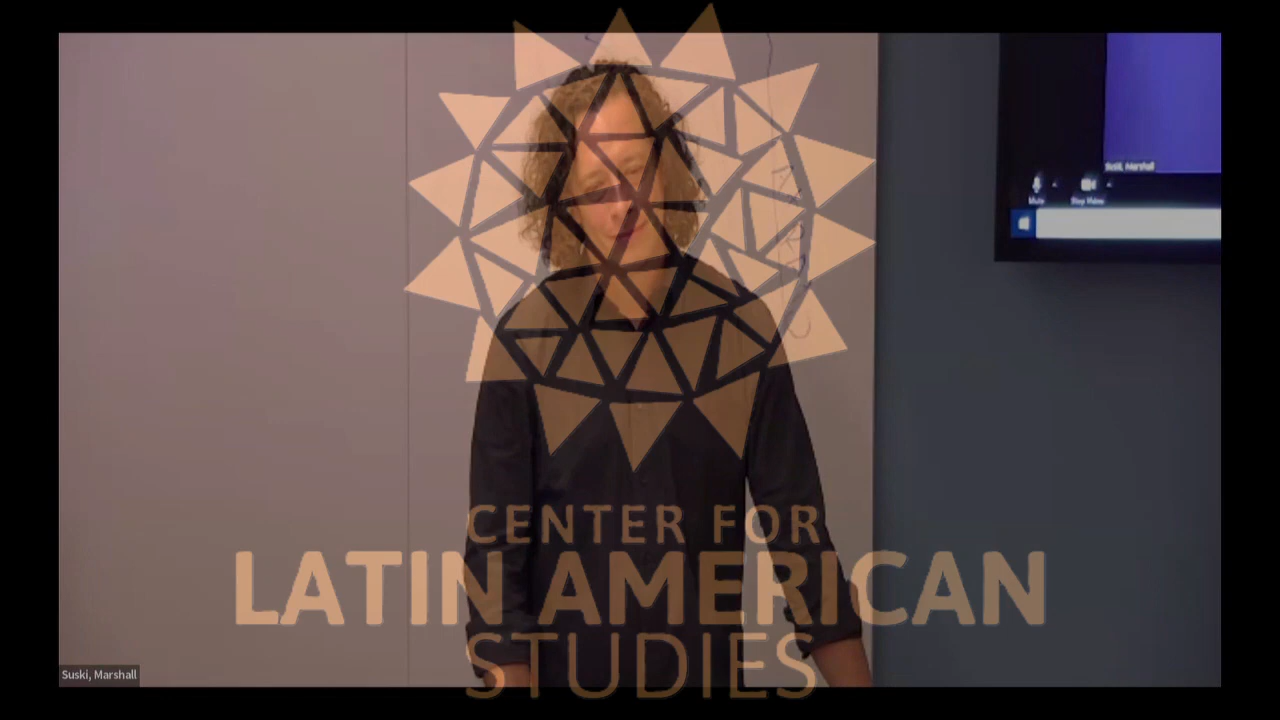 Suski, Marshall
Mute
Stop Video
CENTER FOR
LATIN AMERICAN
STUDIES
Suski, Marshall